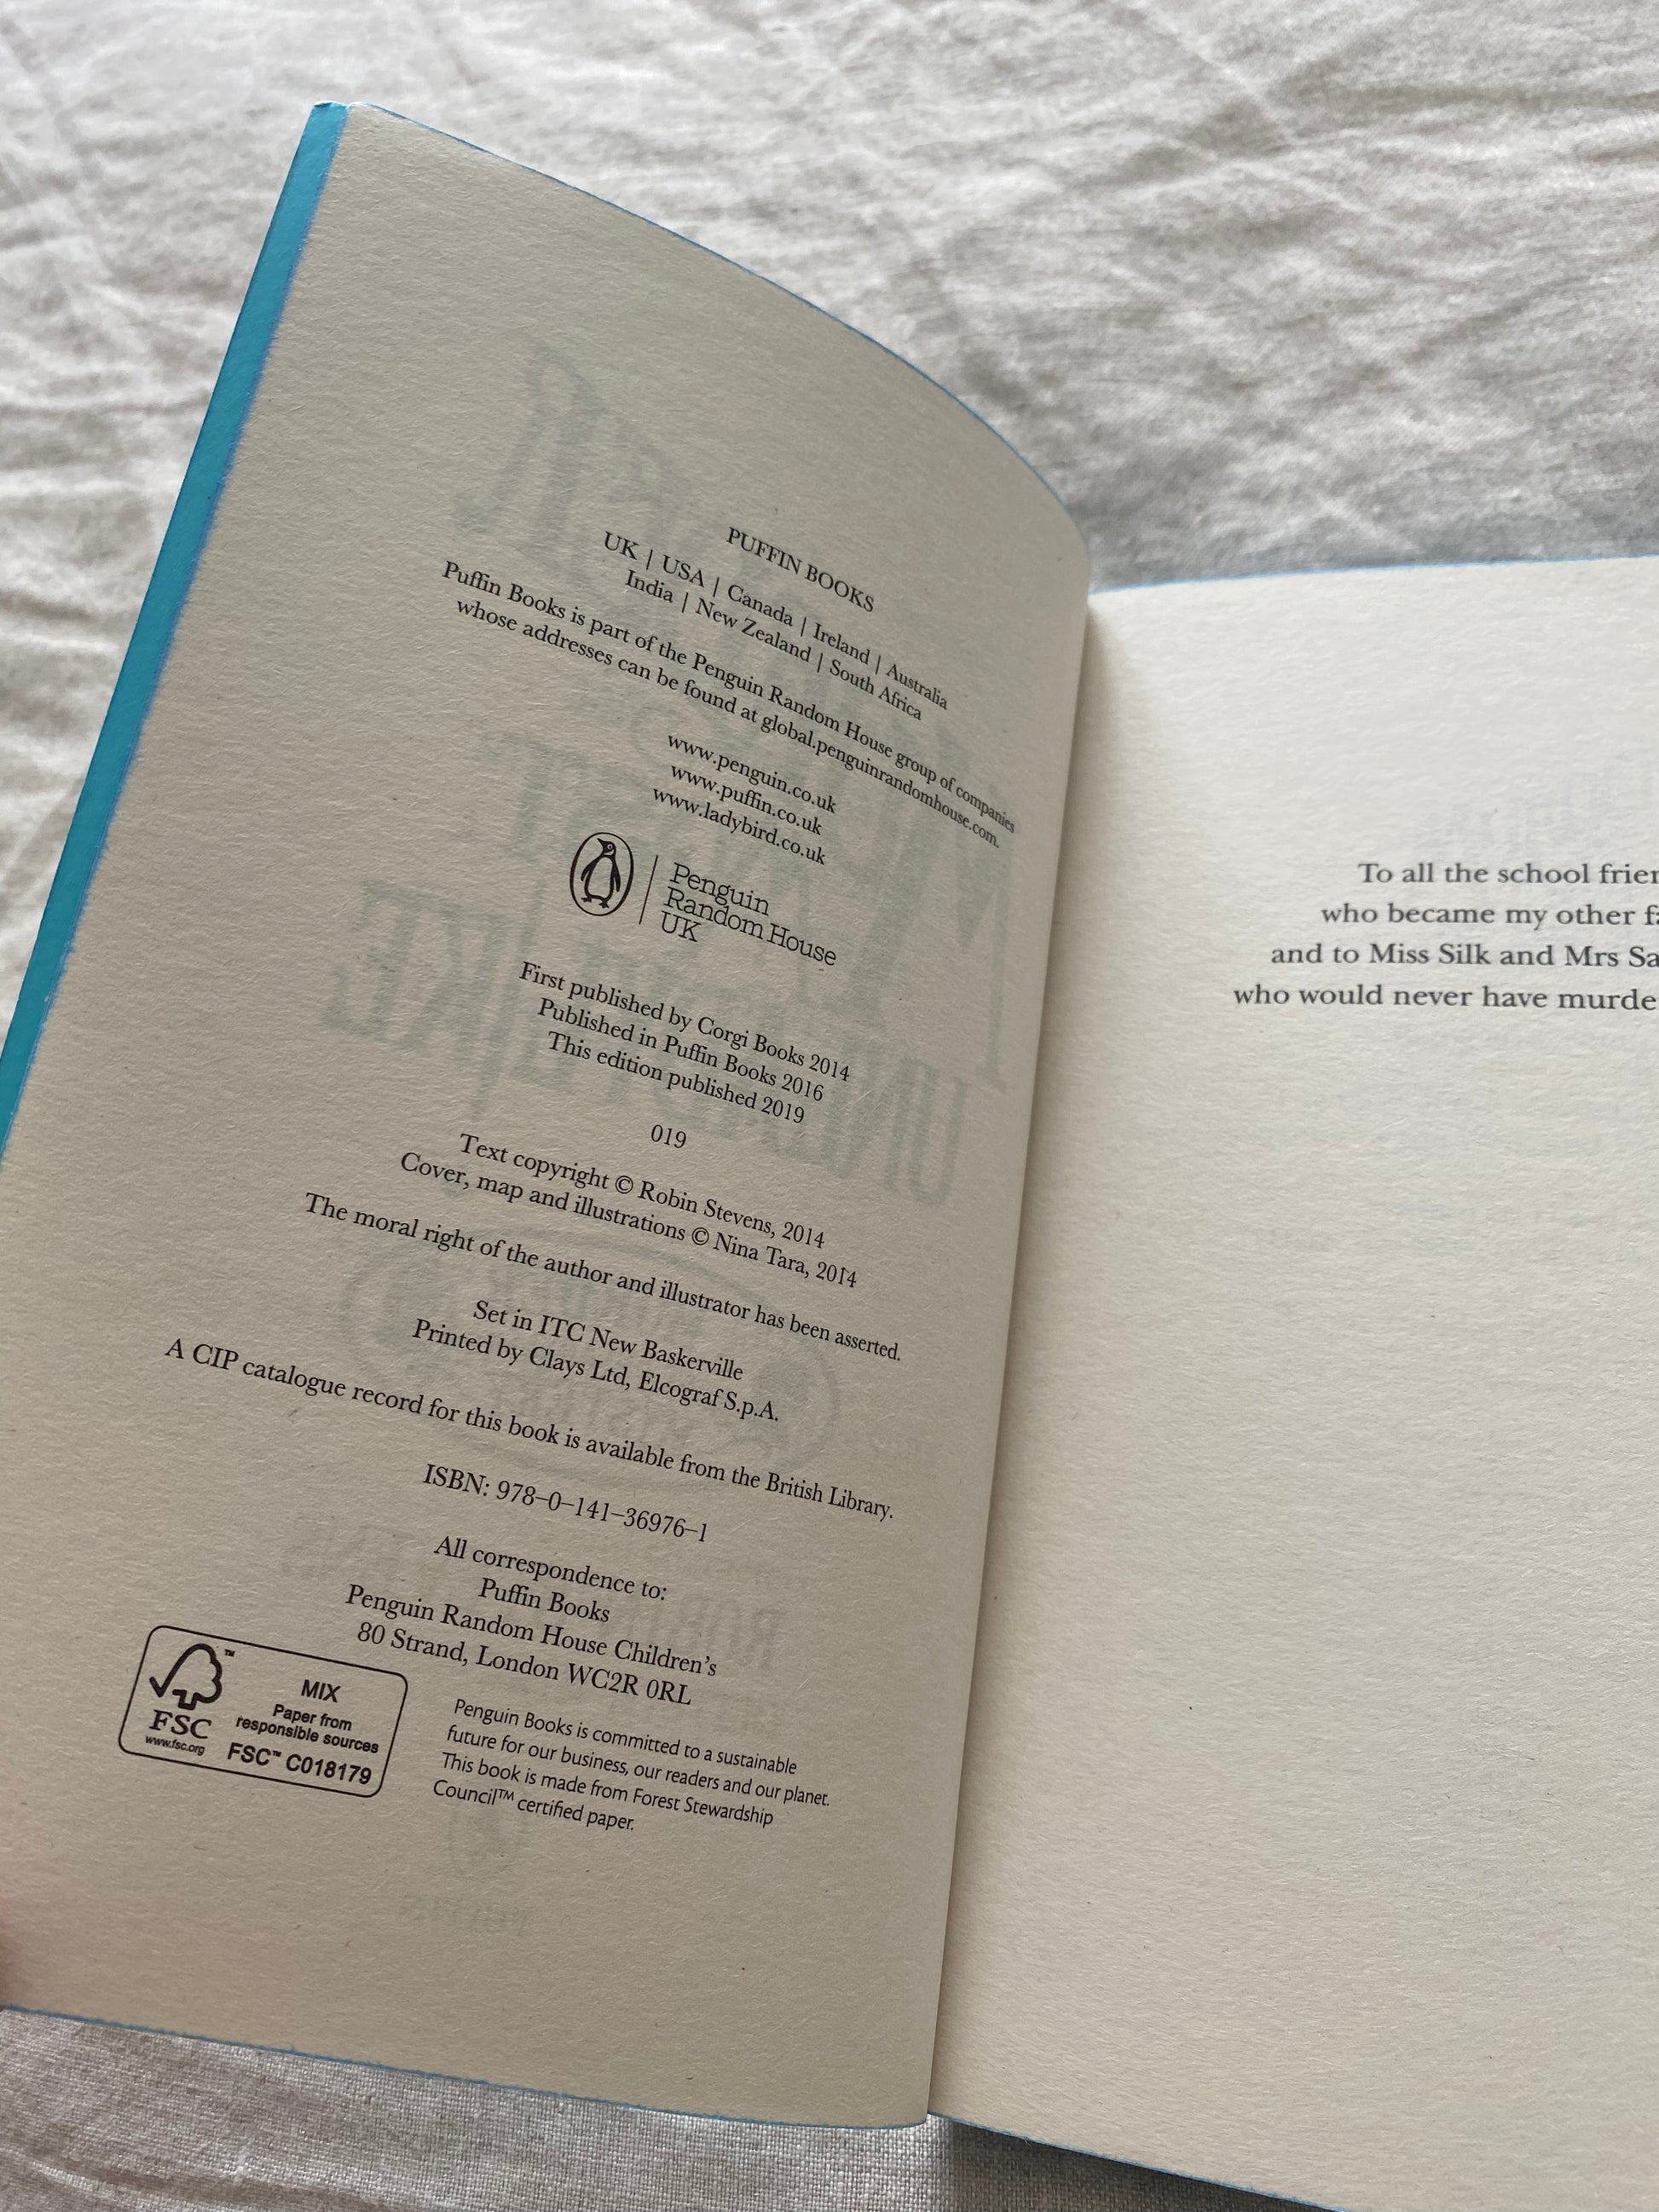 PUFFIN BOOKS
UK | USA | Canada | Ireland | Australia
India | New Zealand | South Africa
Puffin Books is part of the Penguin Random House group of companies
whose addresses can be found at global.penguinrandomhouse.com.
www.penguin.co.uk
www.puffin.co.uk
www.ladybird.co.uk
Penguin
Random House
UK
First published by Corgi Books 2014
Published in Puffin Books 2016
This edition published 2019
019
Text copyright © Robin Stevens, 2014
Cover, map and illustrations © Nina Tara, 2014
The moral right of the author and illustrator has been asserted.
Set in ITC New Baskerville
Printed by Clays Ltd, Elcograf S.p.A.
A CIP catalogue record for this book is available from the British Library.
ISBN: 978–0–141–36976–1
All correspondence to:
Puffin Books
Penguin Random House Children's
80 Strand, London WC2R 0RL
FSC™
www.fsc.org
MIX
Paper from
responsible sources
FSC™ C018179
Penguin Books is committed to a sustainable
future for our business, our readers and our planet.
This book is made from Forest Stewardship
Council™ certified paper.
To all the school
who became my other
and to Miss Silk and Mrs
who would never have